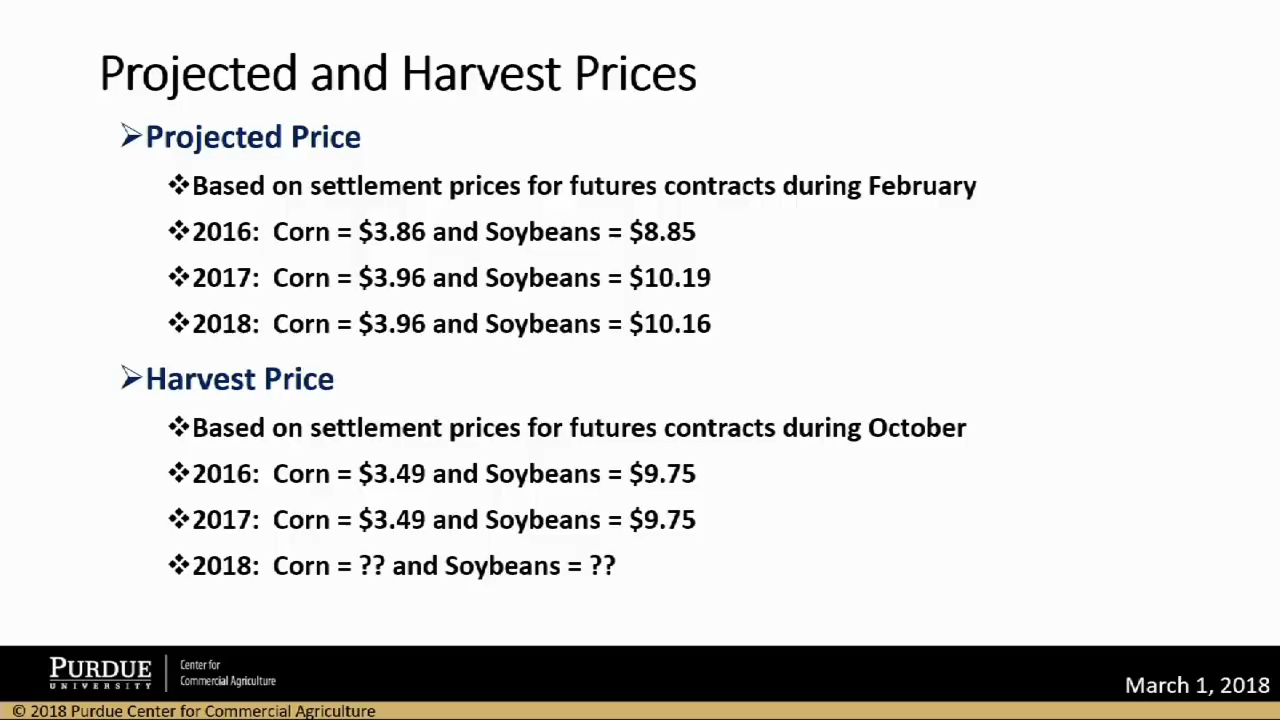 Projected and Harvest Prices
➢Projected Price
❖Based on settlement prices for futures contracts during February
❖2016: Corn = $3.86 and Soybeans = $8.85
❖2017: Corn = $3.96 and Soybeans = $10.19
❖2018: Corn = $3.96 and Soybeans = $10.16
➢Harvest Price
❖Based on settlement prices for futures contracts during October
❖2016: Corn = $3.49 and Soybeans = $9.75
❖2017: Corn = $3.49 and Soybeans = $9.75
❖2018: Corn = ?? and Soybeans = ??
PURDUE
UNIVERSITY
Center for
Commercial Agriculture
March 1, 2018
© 2018 Purdue Center for Commercial Agriculture